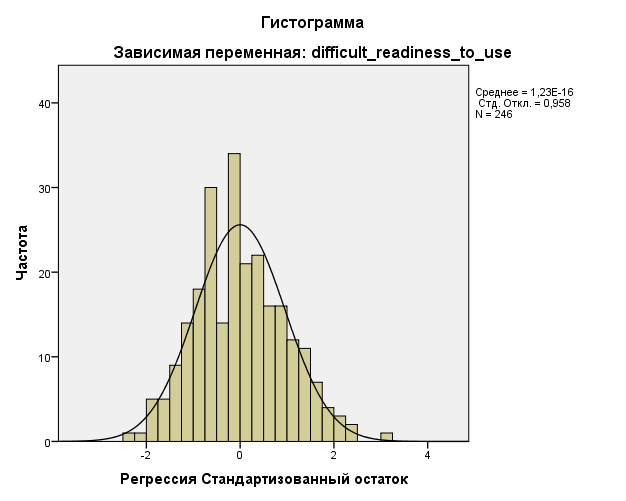 Гистограмма
Зависимая переменная: difficult_readiness_to_use
Среднее = 1,23E-16
Стд. Откл. = 0,958
N = 246
Частота
40
30
20
10
0
-2
0
2
4
Регрессия Стандартизованный остаток